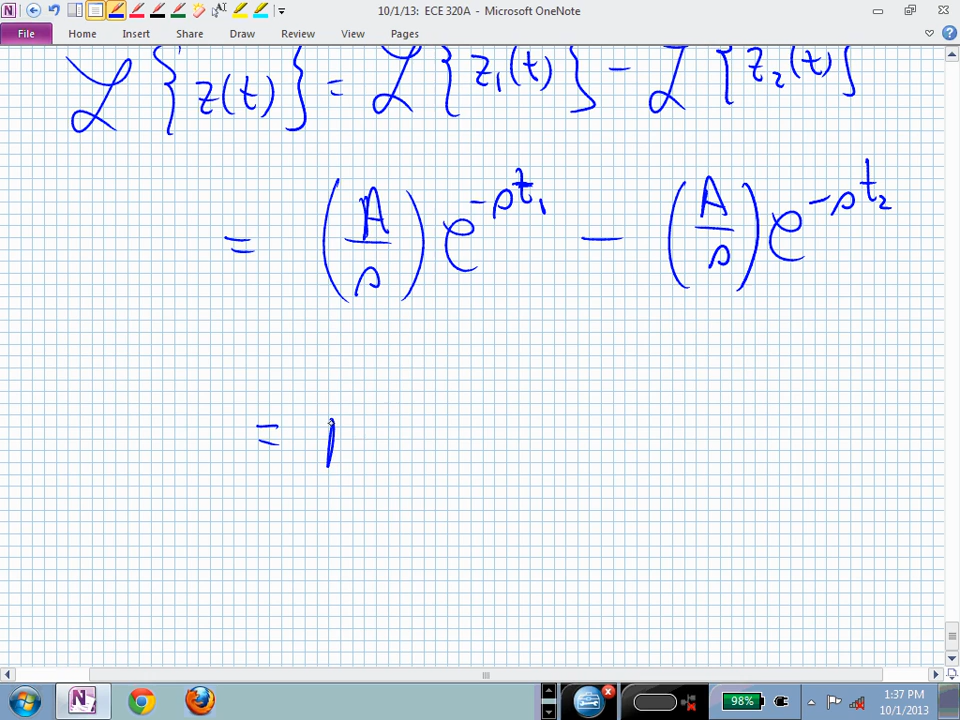 10/1/13: ECE 320A - Microsoft OneNote
File Home Insert Share Draw Review View Pages
ℒ{z(t)} = ℒ{z₁(t)} − ℒ{z₂(t)}
= (A/s) e^{-st₁} − (A/s) e^{-st₂}
=
98%
1:37 PM
10/1/2013